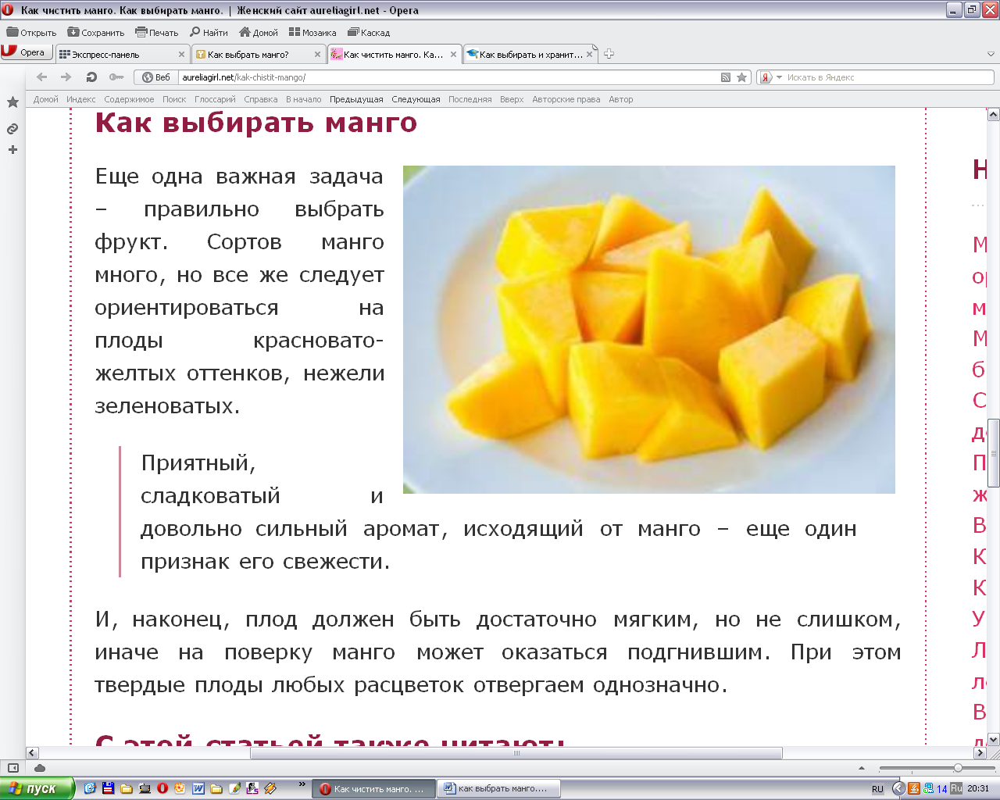 Как чистить манго. Как выбирать манго. | Женский сайт aureliagirl.net - Opera
Открыть Сохранить Печать Найти Домой Мозаика Каскад
Opera Экспресс-панель Как выбрать манго? Как чистить манго. Ка... Как выбирать и хранит...
Веб aureliagirl.net/kak-chistit-mango/ Искать в Яндекс
Домой Индекс Содержимое Поиск Глоссарий Справка В начало Предыдущая Следующая Последняя Вверх Авторские права Автор
Как выбирать манго
Еще одна важная задача
– правильно выбрать
фрукт. Сортов манго
много, но все же следует
ориентироваться на
плоды красновато-
желтых оттенков, нежели
зеленоватых.
Приятный,
сладковатый и
довольно сильный аромат, исходящий от манго – еще один
признак его свежести.
И, наконец, плод должен быть достаточно мягким, но не слишком,
иначе на поверку манго может оказаться подгнившим. При этом
твердые плоды любых расцветок отвергаем однозначно.
С этой статьей также читают:
пуск » Как чистить манго. ... как выбрать манго.... RU 14 Ru 20:31